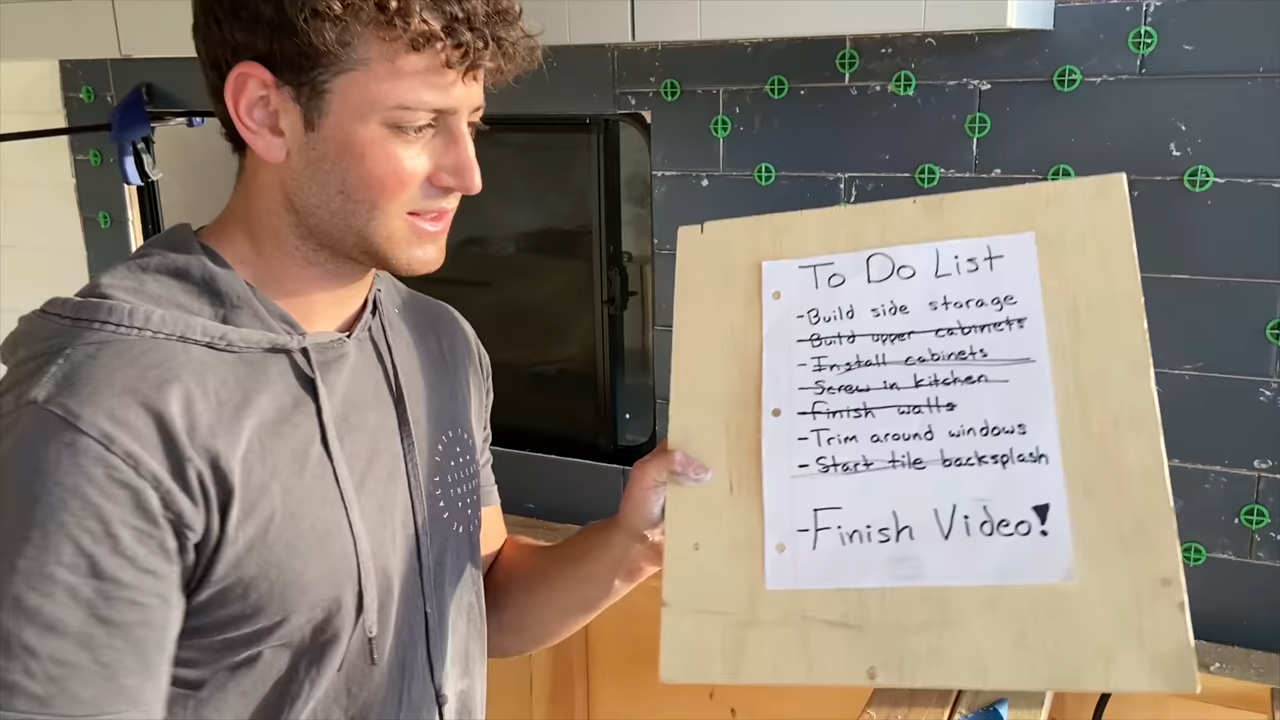 To Do List
-Build side storage
-Build upper cabinets
-Install cabinets
-Screw in kitchen
-Finish walls
-Trim around windows
-Start tile backsplash
-Finish Video!